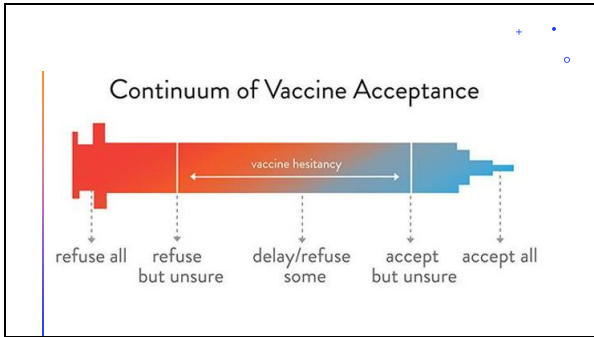 Continuum of Vaccine Acceptance
vaccine hesitancy
refuse all
refuse
but unsure
delay/refuse
some
accept
but unsure
accept all